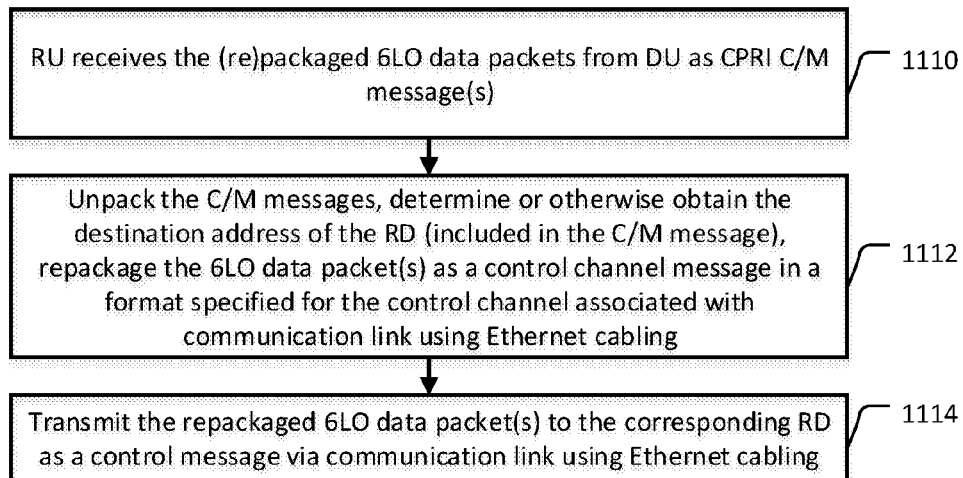 RU receives the (re)packaged 6LO data packets from DU as CPRI C/M
message(s)
1110
Unpack the C/M messages, determine or otherwise obtain the
destination address of the RD (included in the C/M message),
repackage the 6LO data packet(s) as a control channel message in a
format specified for the control channel associated with
communication link using Ethernet cabling
1112
Transmit the repackaged 6LO data packet(s) to the corresponding RD
as a control message via communication link using Ethernet cabling
1114